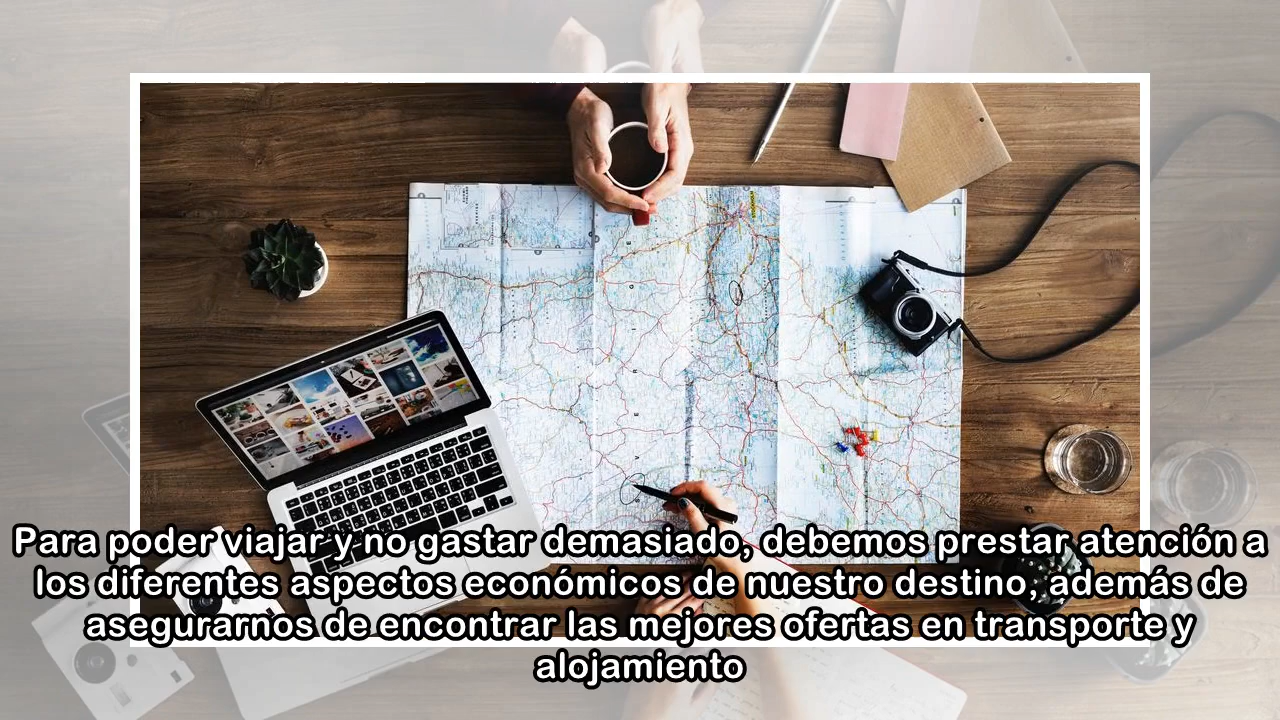 Para poder viajar y no gastar demasiado, debemos prestar atención a
los diferentes aspectos económicos de nuestro destino, además de
asegurarnos de encontrar las mejores ofertas en transporte y
alojamiento